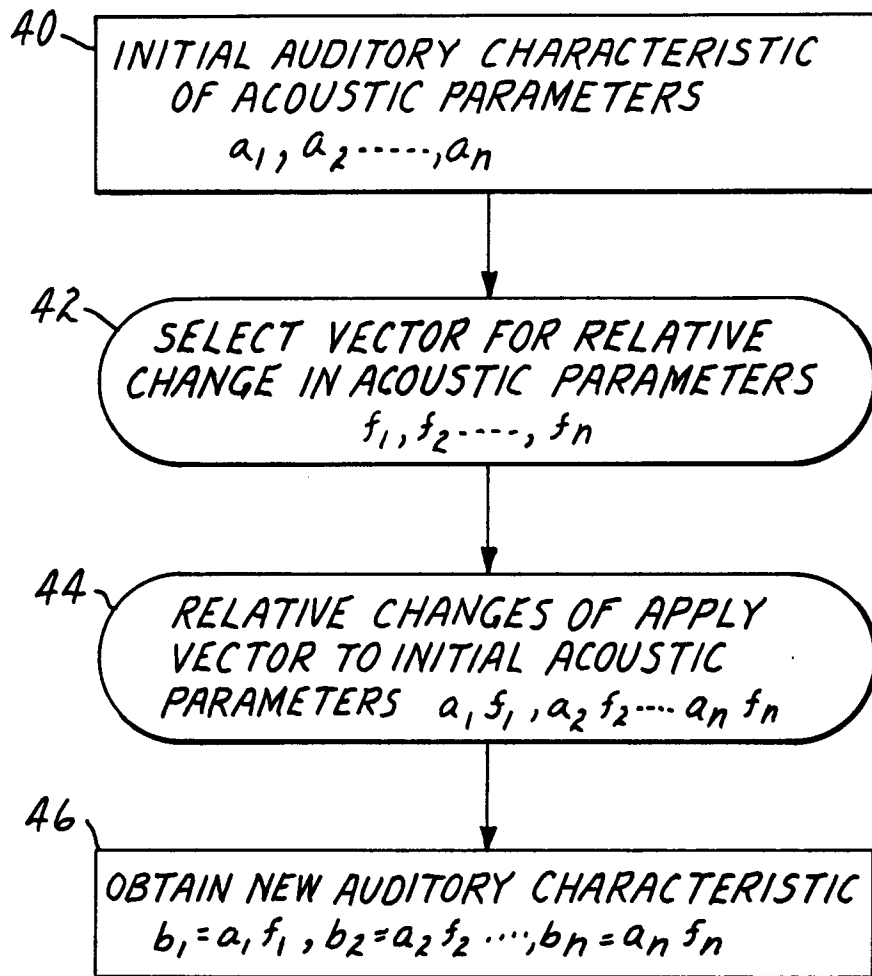 40
INITIAL AUDITORY CHARACTERISTIC
OF ACOUSTIC PARAMETERS
a₁, a₂-----, aₙ
42
SELECT VECTOR FOR RELATIVE
CHANGE IN ACOUSTIC PARAMETERS
f₁, f₂----, fₙ
44
RELATIVE CHANGES OF APPLY
VECTOR TO INITIAL ACOUSTIC
PARAMETERS a₁ f₁, a₂ f₂---- aₙ fₙ
46
OBTAIN NEW AUDITORY CHARACTERISTIC
b₁=a₁ f₁, b₂=a₂ f₂ ····, bₙ=aₙ fₙ